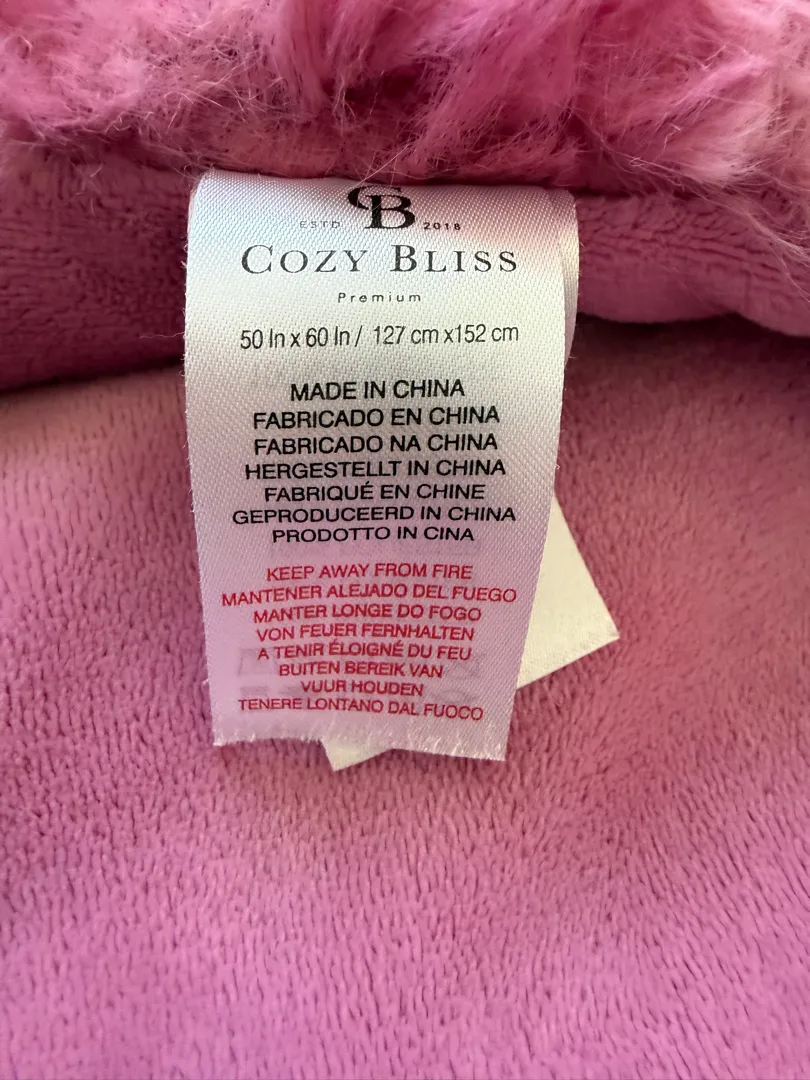 CB
ESTD 2018
COZY BLISS
Premium
50 In x 60 In / 127 cm x152 cm
MADE IN CHINA
FABRICADO EN CHINA
FABRICADO NA CHINA
HERGESTELLT IN CHINA
FABRIQUÉ EN CHINE
GEPRODUCEERD IN CHINA
PRODOTTO IN CINA
KEEP AWAY FROM FIRE
MANTENER ALEJADO DEL FUEGO
MANTER LONGE DO FOGO
VON FEUER FERNHALTEN
A TENIR ÉLOIGNÉ DU FEU
BUITEN BEREIK VAN
VUUR HOUDEN
TENERE LONTANO DAL FUOCO